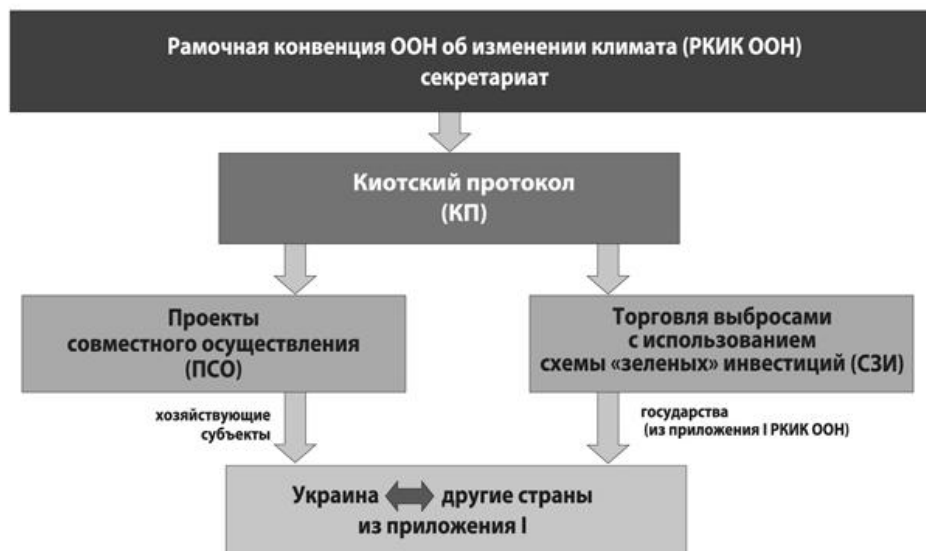 Рамочная конвенция ООН об изменении климата (РКИК ООН)
секретариат
Киотский протокол
(КП)
Проекты
совместного осуществления
(ПСО)
Торговля выбросами
с использованием
схемы «зеленых» инвестиций (СЗИ)
хозяйствующие
субъекты
государства
(из приложения I РКИК ООН)
Украина другие страны
из приложения I